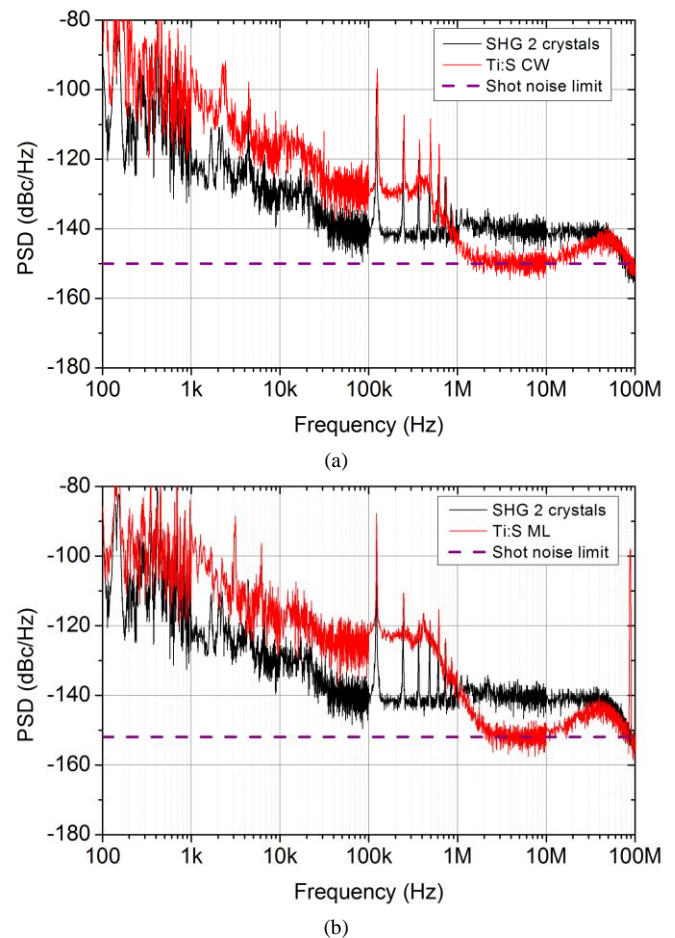 -80
-100
-120
-140
-160
-180
PSD (dBc/Hz)
SHG 2 crystals
Ti:S CW
Shot noise limit
100 1k 10k 100k 1M 10M 100M
Frequency (Hz)
(a)
-80
-100
-120
-140
-160
-180
PSD (dBc/Hz)
SHG 2 crystals
Ti:S ML
Shot noise limit
100 1k 10k 100k 1M 10M 100M
Frequency (Hz)
(b)